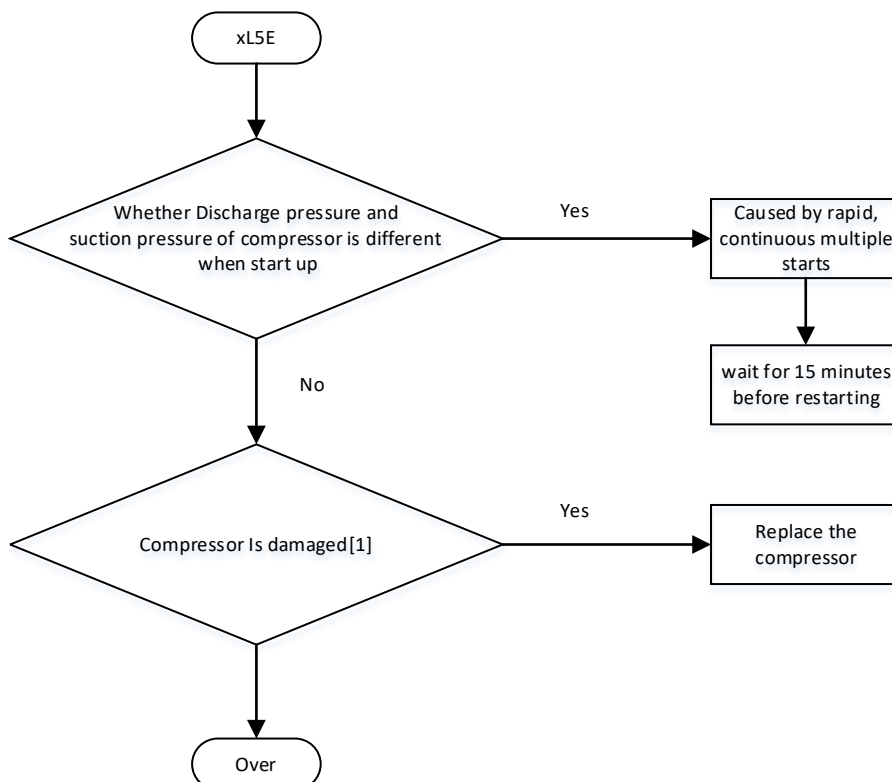 xL5E
Whether Discharge pressure and
suction pressure of compressor is different
when start up
Yes
Caused by rapid,
continuous multiple
starts
wait for 15 minutes
before restarting
No
Compressor Is damaged[1]
Yes
Replace the
compressor
Over